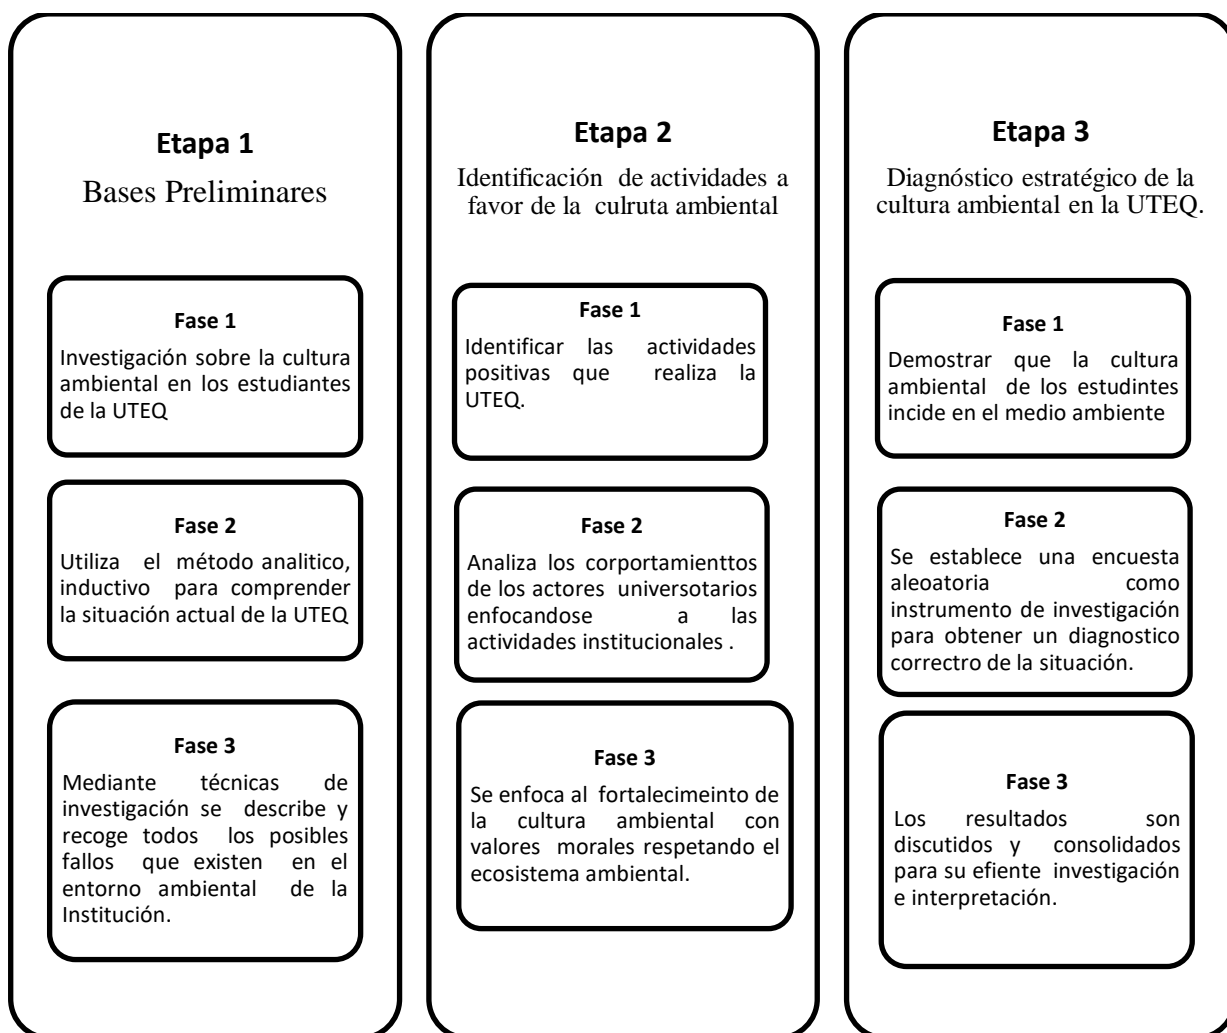 Etapa 1
Bases Preliminares
Fase 1
Investigación sobre la cultura
ambiental en los estudiantes
de la UTEQ
Fase 2
Utiliza el método analitico,
inductivo para comprender
la situación actual de la UTEQ
Fase 3
Mediante técnicas de
investigación se describe y
recoge todos los posibles
fallos que existen en el
entorno ambiental de la
Institución.
Etapa 2
Identificación de actividades a
favor de la culruta ambiental
Fase 1
Identificar las actividades
positivas que realiza la
UTEQ.
Fase 2
Analiza los corportamienttos
de los actores universotarios
enfocandose a las
actividades institucionales .
Fase 3
Se enfoca al fortalecimeinto de
la cultura ambiental con
valores morales respetando el
ecosistema ambiental.
Etapa 3
Diagnóstico estratégico de la
cultura ambiental en la UTEQ.
Fase 1
Demostrar que la cultura
ambiental de los estudintes
incide en el medio ambiente
Fase 2
Se establece una encuesta
aleoatoria como
instrumento de investigación
para obtener un diagnostico
correctro de la situación.
Fase 3
Los resultados son
discutidos y consolidados
para su efiente investigación
e interpretación.